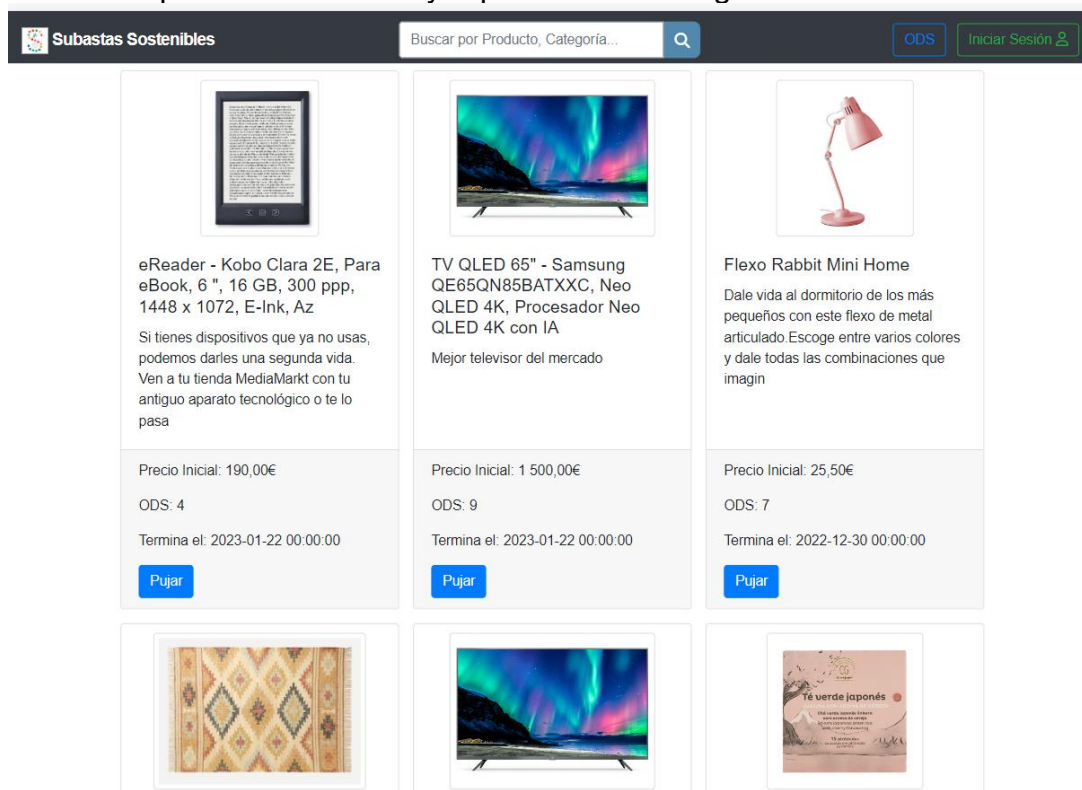 Subastas Sostenibles
Buscar por Producto, Categoría...
ODS
Iniciar Sesión
eReader - Kobo Clara 2E, Para
eBook, 6 ", 16 GB, 300 ppp,
1448 x 1072, E-Ink, Az
Si tienes dispositivos que ya no usas,
podemos darles una segunda vida.
Ven a tu tienda MediaMarkt con tu
antiguo aparato tecnológico o te lo
pasa
Precio Inicial: 190,00€
ODS: 4
Termina el: 2023-01-22 00:00:00
Pujar
TV QLED 65" - Samsung
QE65QN85BATXXC, Neo
QLED 4K, Procesador Neo
QLED 4K con IA
Mejor televisor del mercado
Precio Inicial: 1 500,00€
ODS: 9
Termina el: 2023-01-22 00:00:00
Pujar
Flexo Rabbit Mini Home
Dale vida al dormitorio de los más
pequeños con este flexo de metal
articulado.Escoge entre varios colores
y dale todas las combinaciones que
imagin
Precio Inicial: 25,50€
ODS: 7
Termina el: 2022-12-30 00:00:00
Pujar
Té verde japonés